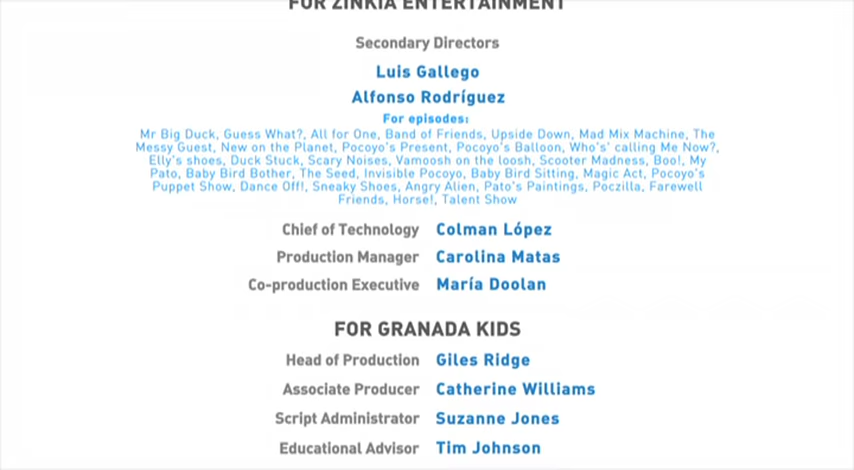 FOR ZINKIA ENTERTAINMENT
Secondary Directors
Luis Gallego
Alfonso Rodríguez
For episodes:
Mr Big Duck, Guess What?, All for One, Band of Friends, Upside Down, Mad Mix Machine, The
Messy Guest, New on the Planet, Pocoyo's Present, Pocoyo's Balloon, Who's' calling Me Now?,
Elly's shoes, Duck Stuck, Scary Noises, Vamoosh on the loosh, Scooter Madness, Boo!, My
Pato, Baby Bird Bother, The Seed, Invisible Pocoyo, Baby Bird Sitting, Magic Act, Pocoyo's
Puppet Show, Dance Off!, Sneaky Shoes, Angry Alien, Pato's Paintings, Poczilla, Farewell
Friends, Horse!, Talent Show
Chief of Technology Colman López
Production Manager Carolina Matas
Co-production Executive María Doolan
FOR GRANADA KIDS
Head of Production Giles Ridge
Associate Producer Catherine Williams
Script Administrator Suzanne Jones
Educational Advisor Tim Johnson